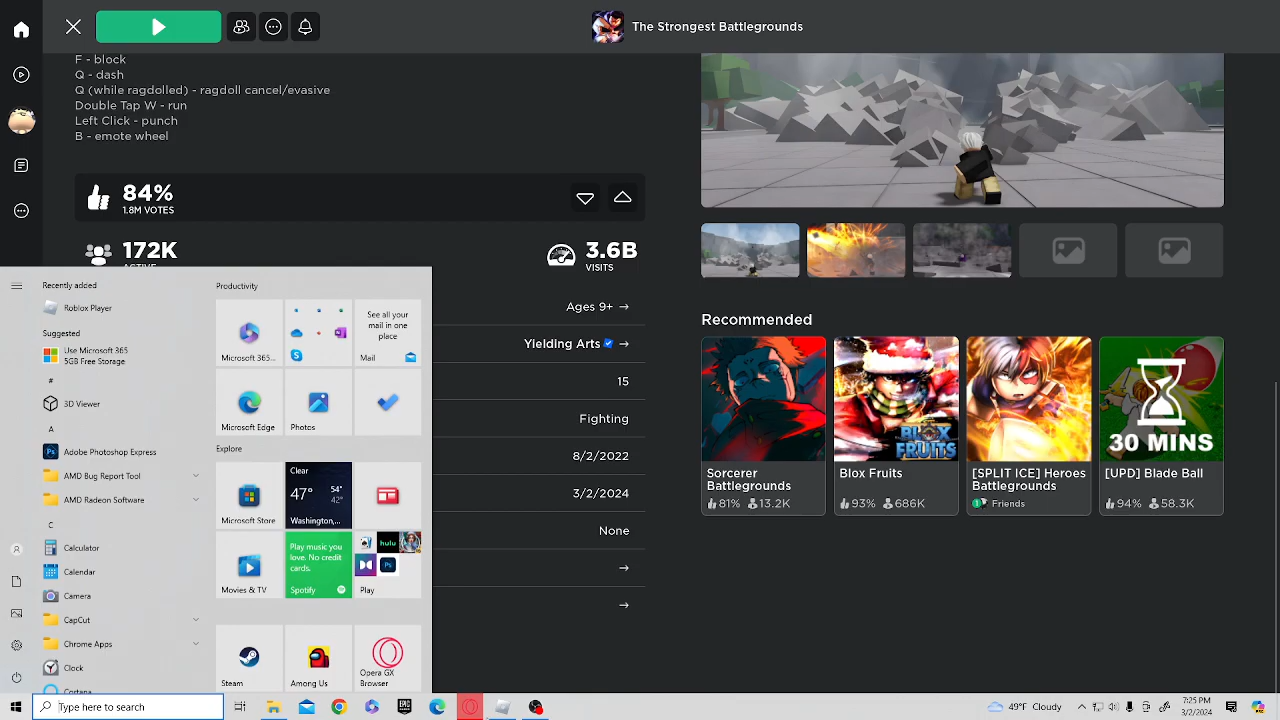 The Strongest Battlegrounds
F - block
Q - dash
Q (while ragdolled) - ragdoll cancel/evasive
Double Tap W - run
Left Click - punch
B - emote wheel
84%
1.8M VOTES
172K
3.6B
VISITS
Ages 9+ →
Yielding Arts →
15
Fighting
8/2/2022
3/2/2024
None
→
→
Recommended
30 MINS
BLOX
FRUITS
Sorcerer
Battlegrounds
81% 13.2K
Blox Fruits
93% 686K
[SPLIT ICE] Heroes
Battlegrounds
1 Friends
[UPD] Blade Ball
94% 58.3K
Recently added
Roblox Player
Suggested
Use Microsoft 365
5GB Free Storage
#
3D Viewer
A
Adobe Photoshop Express
AMD Bug Report Tool
AMD Radeon Software
C
Calculator
Calendar
Camera
CapCut
Chrome Apps
Clock
Cortana
Productivity
Microsoft 365...
See all your
mail in one
place
Mail
Microsoft Edge
Photos
Explore
Microsoft Store
Clear
47° 54°
42°
Washington,...
Movies & TV
Play music you
love. No credit
cards.
Spotify
hulu
Play
Steam
Among Us
Opera GX
Browser
Type here to search
EPIC
49°F Cloudy
7:25 PM
3/2/2024